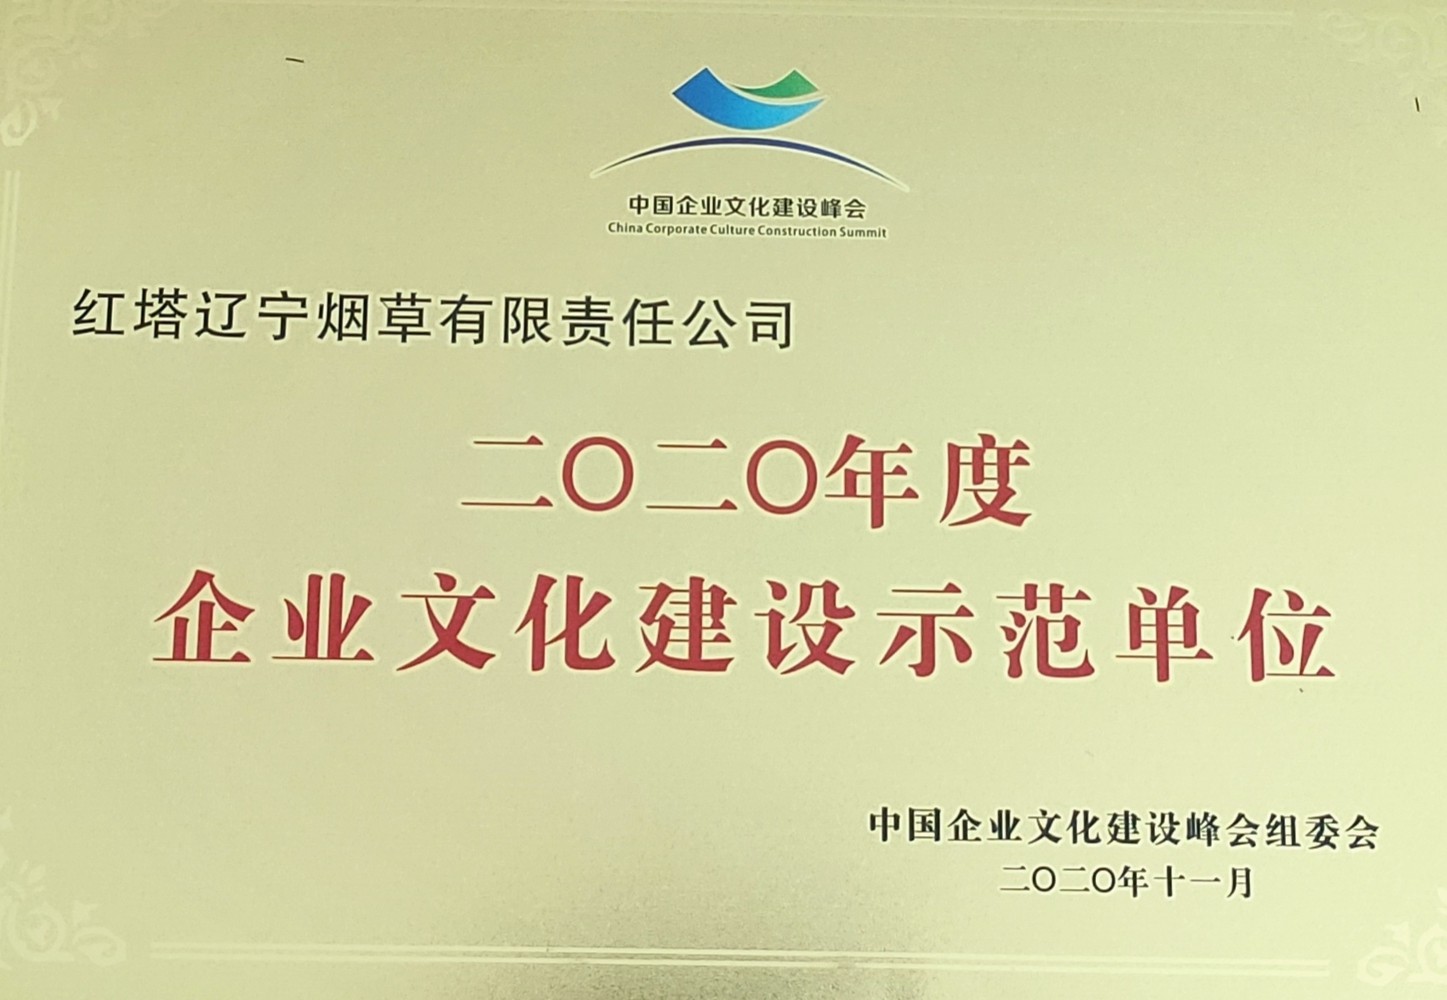 中国企业文化建设峰会
China Corporate Culture Construction Summit
红塔辽宁烟草有限责任公司
二〇二〇年度
企业文化建设示范单位
中国企业文化建设峰会组委会
二〇二〇年十一月